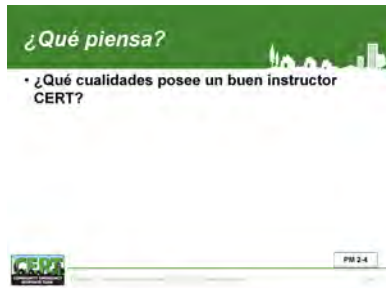 ¿Qué piensa?
• ¿Qué cualidades posee un buen instructor
CERT?
PM 2-4
CERT